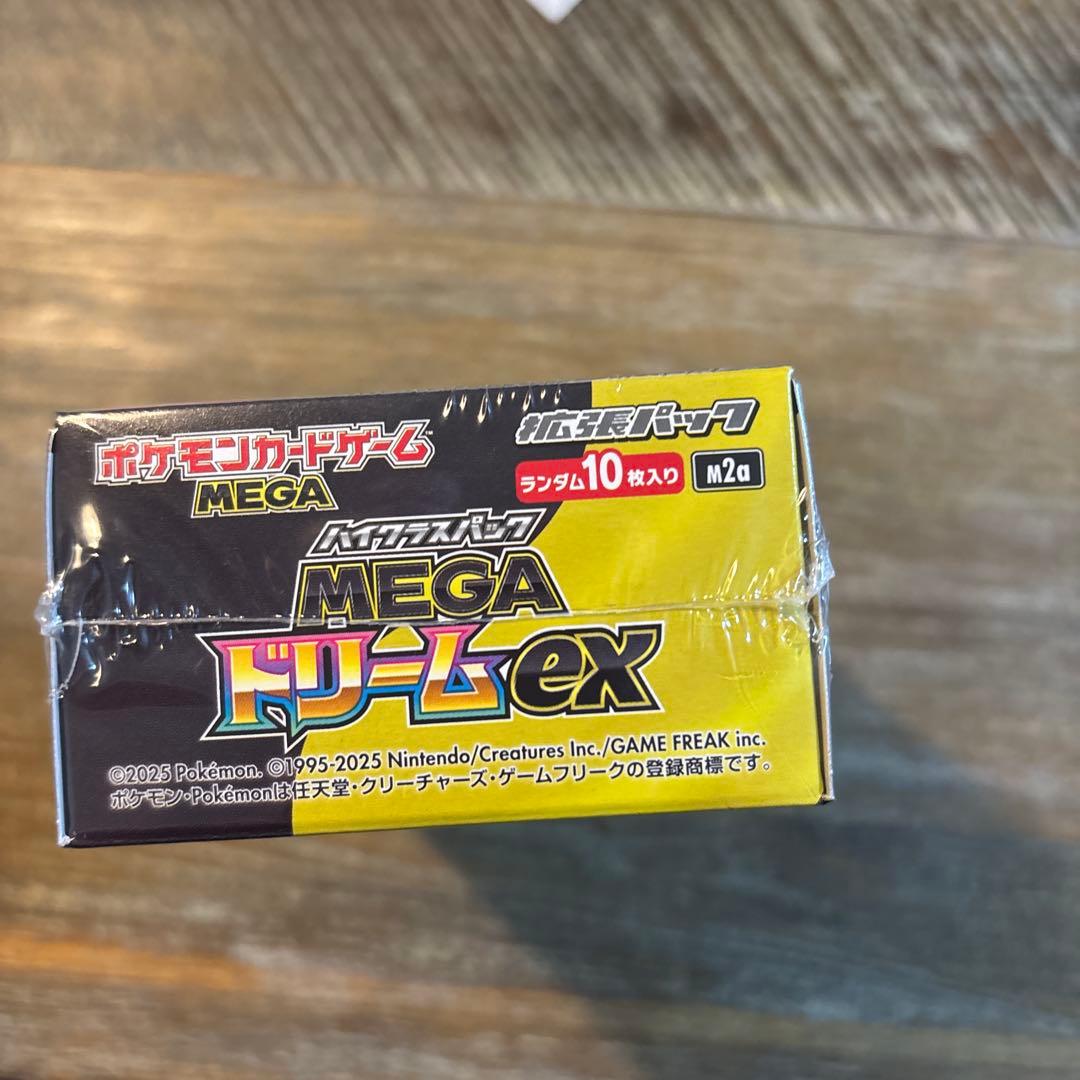 ポケモンカードゲーム™
MEGA
拡張パック
ランダム10枚入り
M2a
ハイクラスパック
MEGA
ドリームex
©2025 Pokémon. ©1995-2025 Nintendo/Creatures Inc./GAME FREAK inc.
ポケモン・Pokémonは任天堂・クリーチャーズ・ゲームフリークの登録商標です。